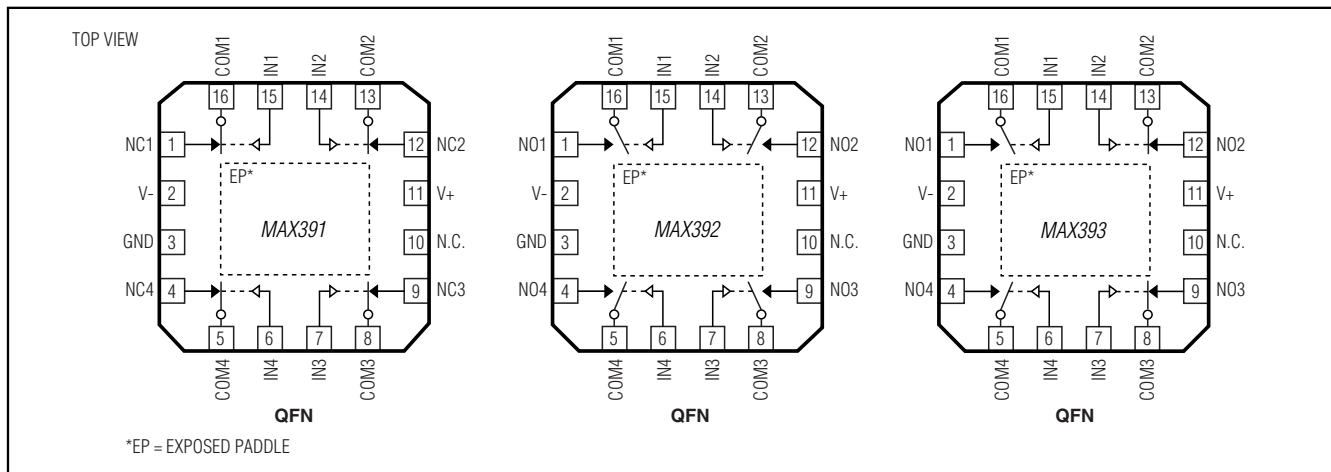 TOP VIEW
COM1 IN1 IN2 COM2
16 15 14 13
NC1 1 12 NC2
EP*
V- 2 11 V+
MAX391
GND 3 10 N.C.
NC4 4 9 NC3
5 6 7 8
COM4 IN4 IN3 COM3
QFN
COM1 IN1 IN2 COM2
16 15 14 13
NO1 1 12 NO2
EP*
V- 2 11 V+
MAX392
GND 3 10 N.C.
NO4 4 9 NO3
5 6 7 8
COM4 IN4 IN3 COM3
QFN
COM1 IN1 IN2 COM2
16 15 14 13
NO1 1 12 NO2
EP*
V- 2 11 V+
MAX393
GND 3 10 N.C.
NO4 4 9 NO3
5 6 7 8
COM4 IN4 IN3 COM3
QFN
*EP = EXPOSED PADDLE